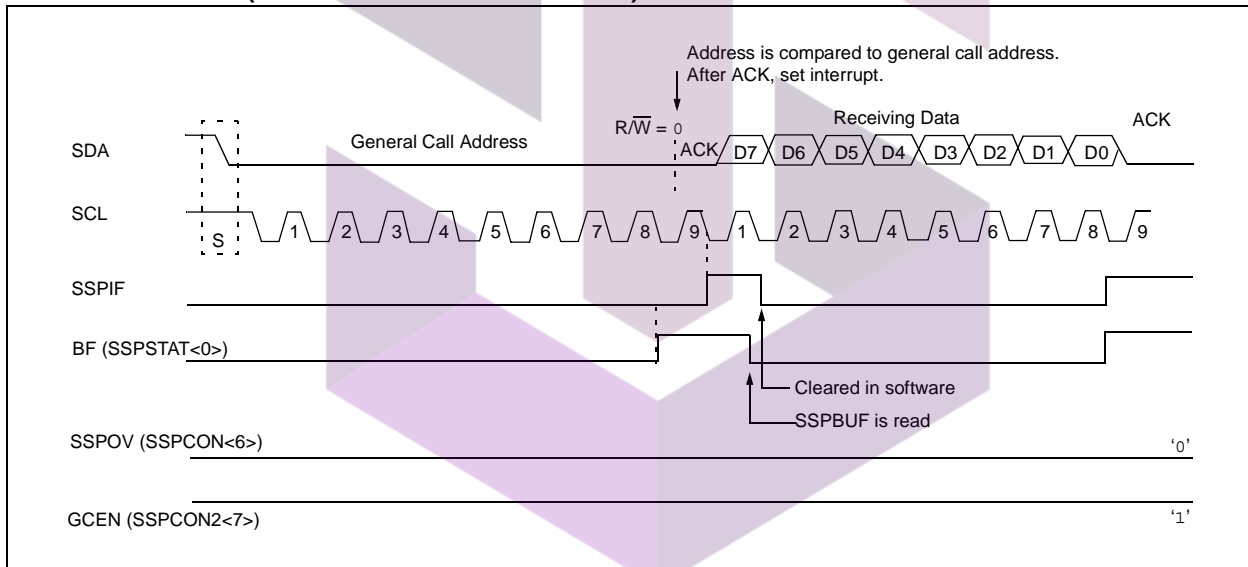 Address is compared to general call address.
After ACK, set interrupt.
R/W = 0
Receiving Data
ACK
SDA
General Call Address
ACK
D7 D6 D5 D4 D3 D2 D1 D0
SCL
S
1 2 3 4 5 6 7 8 9 1 2 3 4 5 6 7 8 9
SSPIF
BF (SSPSTAT<0>)
Cleared in software
SSPBUF is read
SSPOV (SSPCON<6>)
‘0’
GCEN (SSPCON2<7>)
‘1’